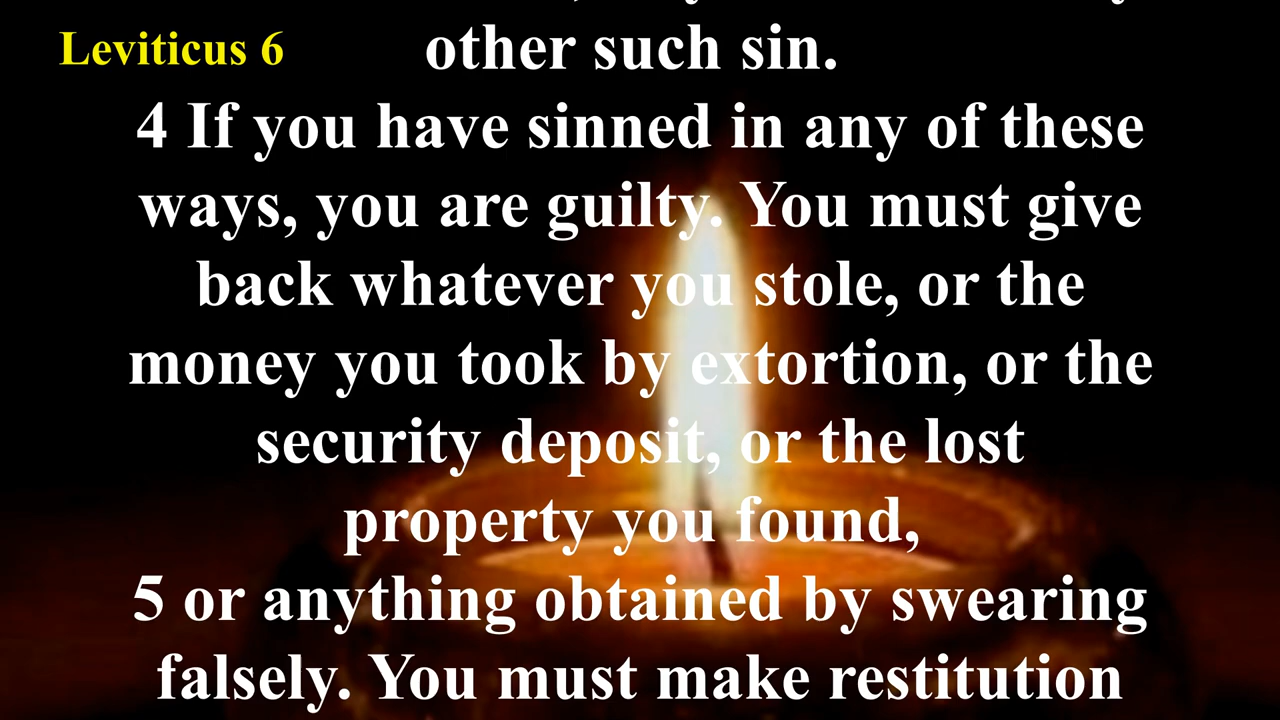 Leviticus 6
other such sin.
4 If you have sinned in any of these
ways, you are guilty. You must give
back whatever you stole, or the
money you took by extortion, or the
security deposit, or the lost
property you found,
5 or anything obtained by swearing
falsely. You must make restitution